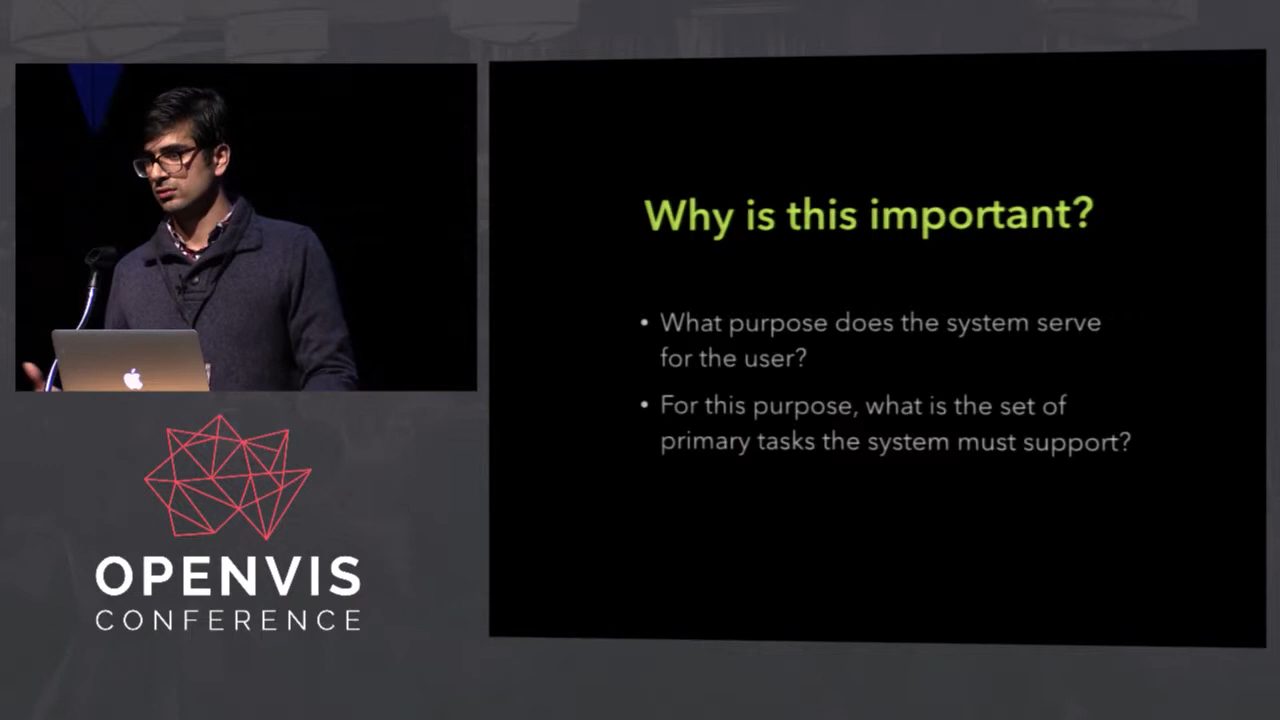 Why is this important?
• What purpose does the system serve
for the user?
• For this purpose, what is the set of
primary tasks the system must support?
OPENVIS
CONFERENCE